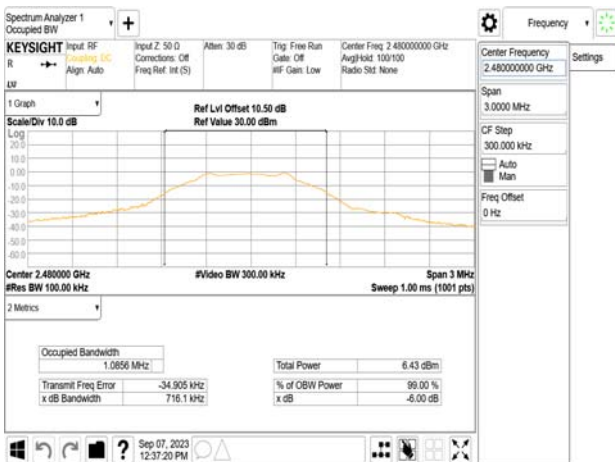 Spectrum Analyzer 1
Occupied BW
+
Frequency
KEYSIGHT
R
Input: RF
Coupling: DC
Align: Auto
Input Z: 50 Ω
Corrections: Off
Freq Ref: Int (S)
Atten: 30 dB
Trig: Free Run
Gate: Off
#IF Gain: Low
Center Freq: 2.480000000 GHz
Avg|Hold: 100/100
Radio Std: None
Center Frequency
2.480000000 GHz
Settings
Span
3.0000 MHz
CF Step
300.000 kHz
Auto
Man
Freq Offset
0 Hz
1 Graph
Scale/Div 10.0 dB
Ref Lvl Offset 10.50 dB
Ref Value 30.00 dBm
Log
20.0
10.0
0.00
-10.0
-20.0
-30.0
-40.0
-50.0
-60.0
Center 2.480000 GHz
#Res BW 100.00 kHz
#Video BW 300.00 kHz
Span 3 MHz
Sweep 1.00 ms (1001 pts)
2 Metrics
Occupied Bandwidth
1.0856 MHz
Total Power 6.43 dBm
Transmit Freq Error -34.905 kHz
% of OBW Power 99.00 %
x dB Bandwidth 716.1 kHz
x dB -6.00 dB
?
Sep 07, 2023
12:37:20 PM